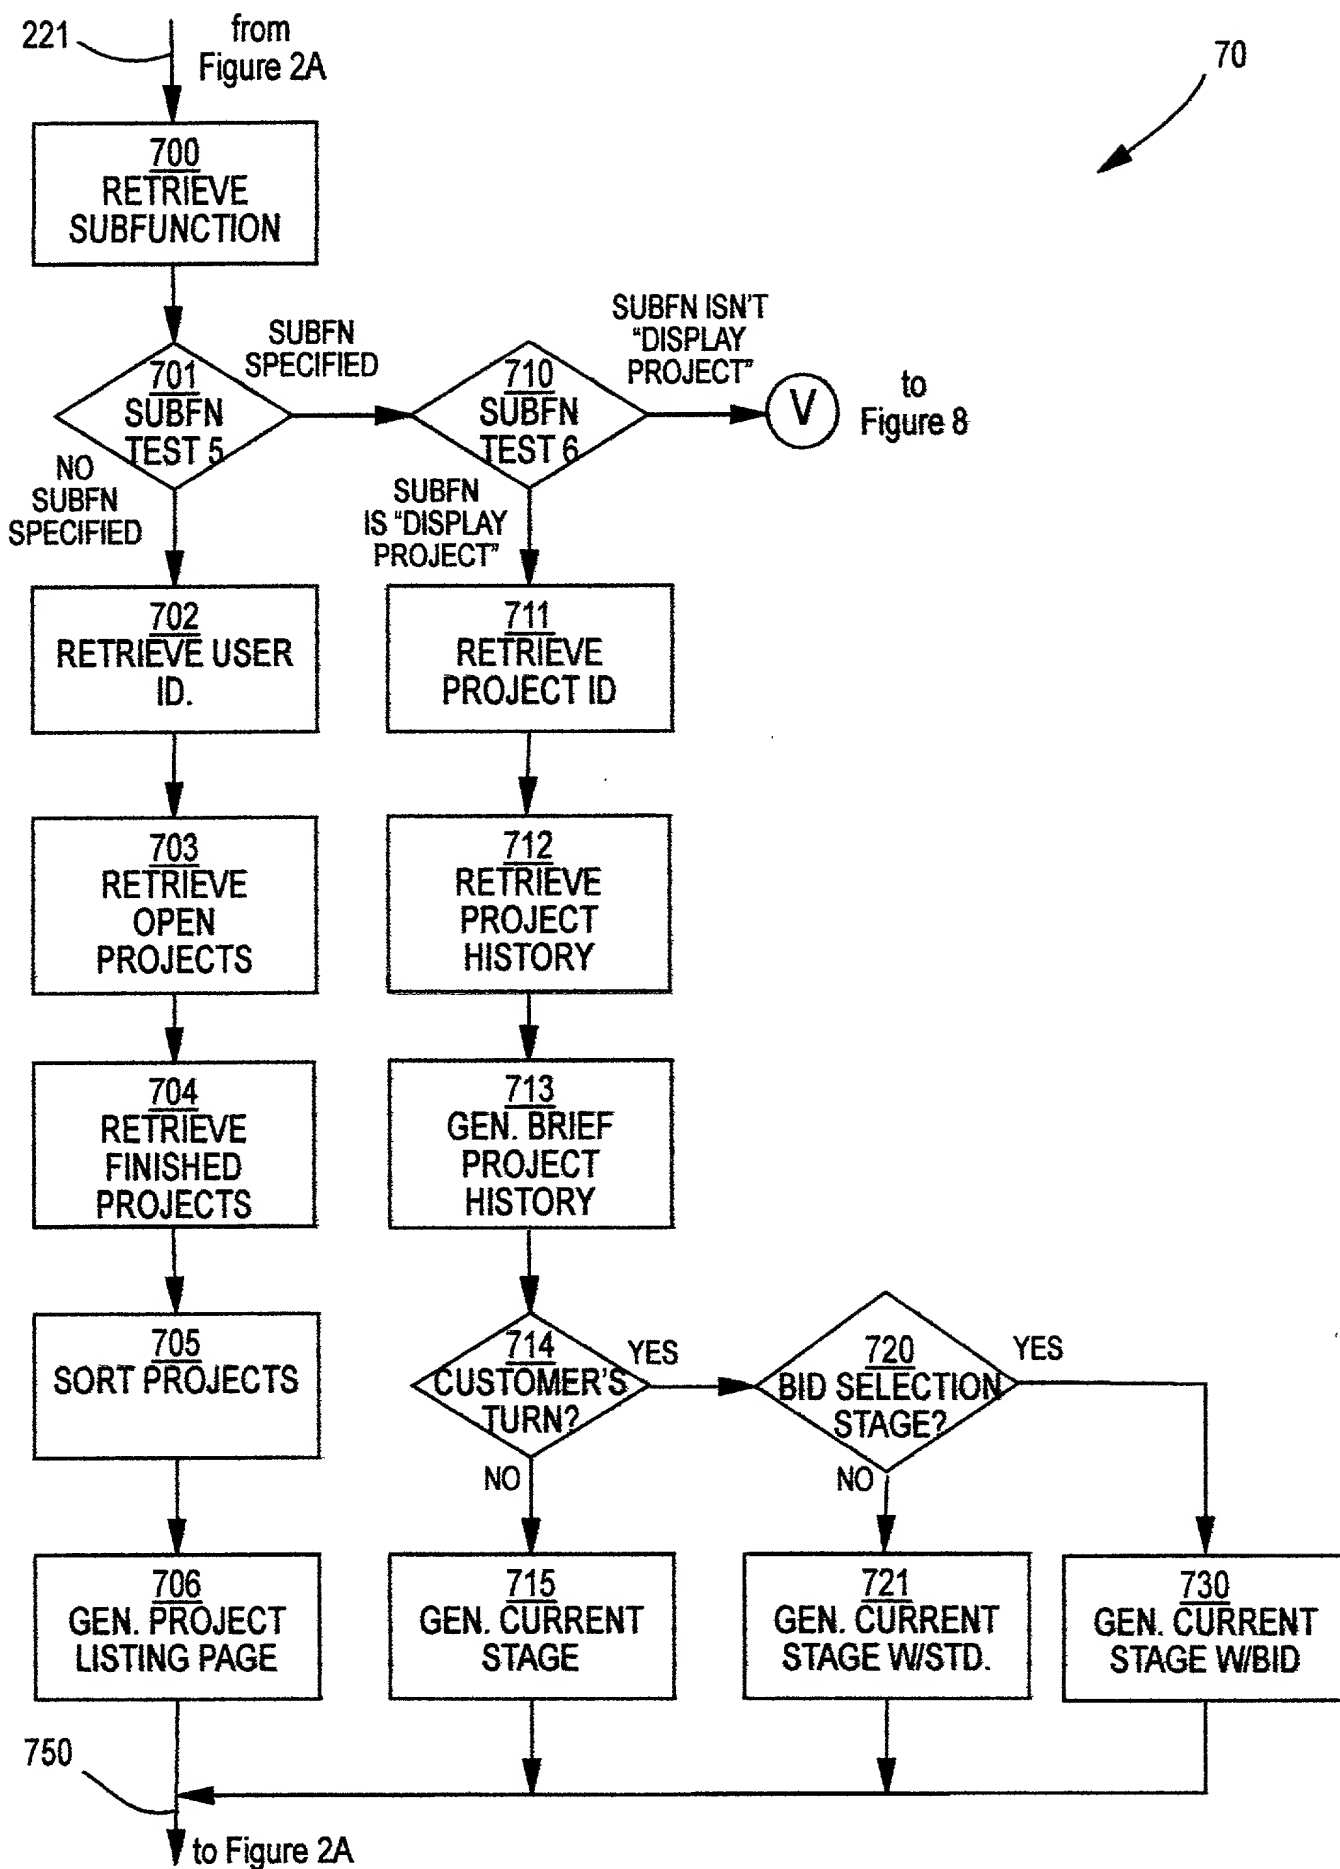 221
from
Figure 2A
70
700
RETRIEVE
SUBFUNCTION
701
SUBFN
TEST 5
SUBFN
SPECIFIED
710
SUBFN
TEST 6
SUBFN ISN'T
"DISPLAY
PROJECT"
V
to
Figure 8
NO
SUBFN
SPECIFIED
SUBFN
IS "DISPLAY
PROJECT"
702
RETRIEVE USER
ID.
711
RETRIEVE
PROJECT ID
703
RETRIEVE
OPEN
PROJECTS
712
RETRIEVE
PROJECT
HISTORY
704
RETRIEVE
FINISHED
PROJECTS
713
GEN. BRIEF
PROJECT
HISTORY
705
SORT PROJECTS
714
CUSTOMER'S
TURN?
YES
720
BID SELECTION
STAGE?
YES
NO
NO
706
GEN. PROJECT
LISTING PAGE
715
GEN. CURRENT
STAGE
721
GEN. CURRENT
STAGE W/STD.
730
GEN. CURRENT
STAGE W/BID
750
to Figure 2A